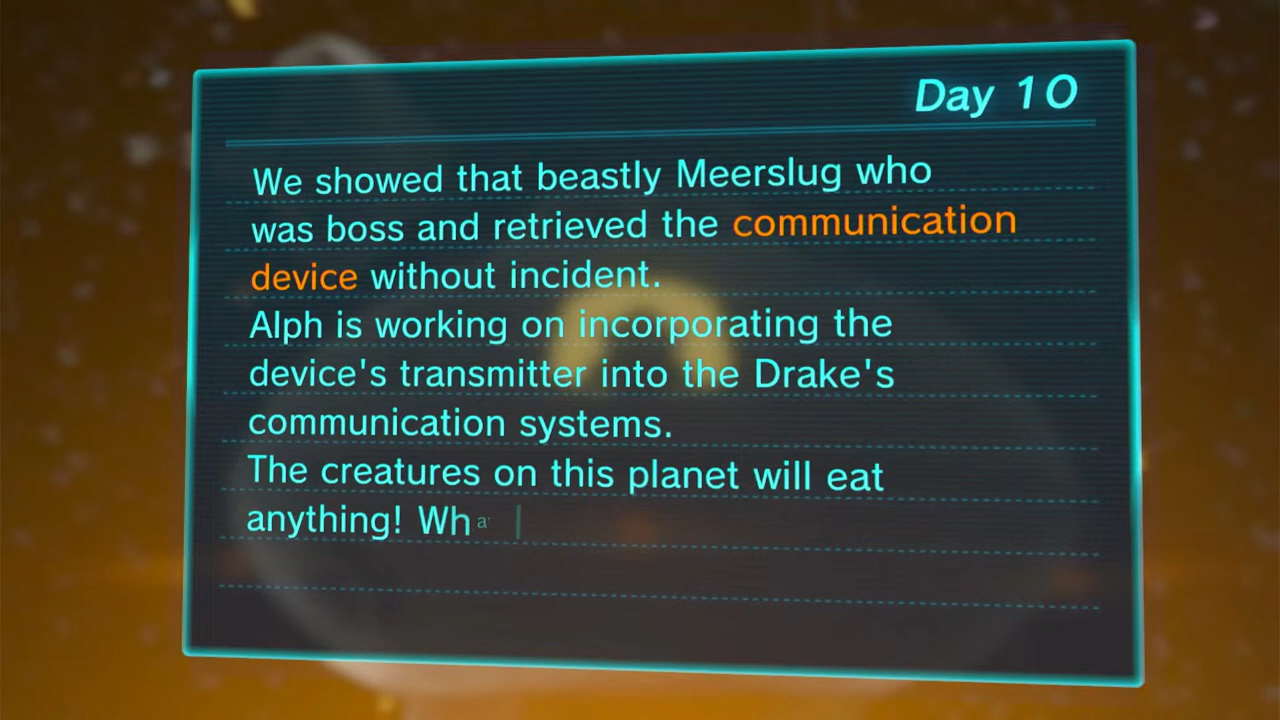 Day 10
We showed that beastly Meerslug who
was boss and retrieved the communication
device without incident.
Alph is working on incorporating the
device's transmitter into the Drake's
communication systems.
The creatures on this planet will eat
anything! Wha